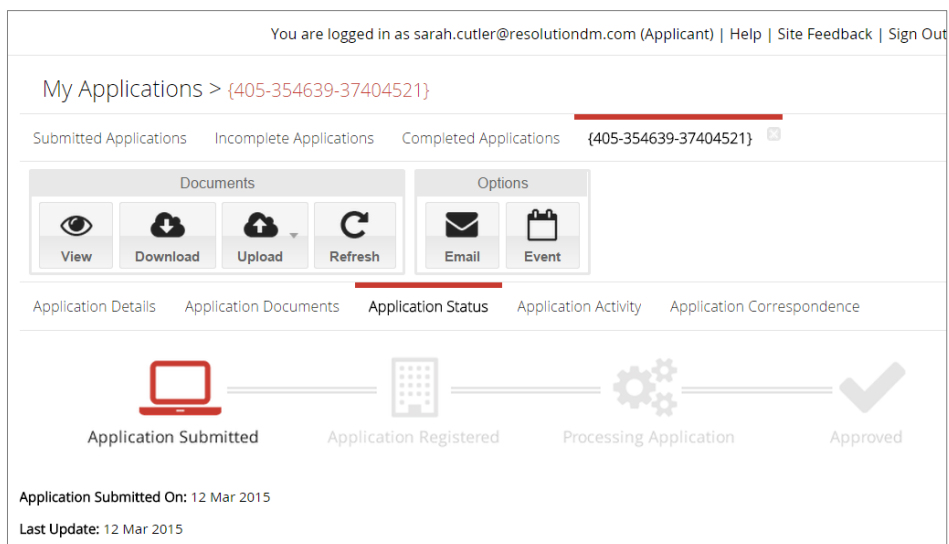 You are logged in as sarah.cutler@resolutiondm.com (Applicant) | Help | Site Feedback | Sign Out
My Applications > {405-354639-37404521}
Submitted Applications Incomplete Applications Completed Applications {405-354639-37404521}
Documents Options
View Download Upload Refresh Email Event
Application Details Application Documents Application Status Application Activity Application Correspondence
Application Submitted Application Registered Processing Application Approved
Application Submitted On: 12 Mar 2015
Last Update: 12 Mar 2015